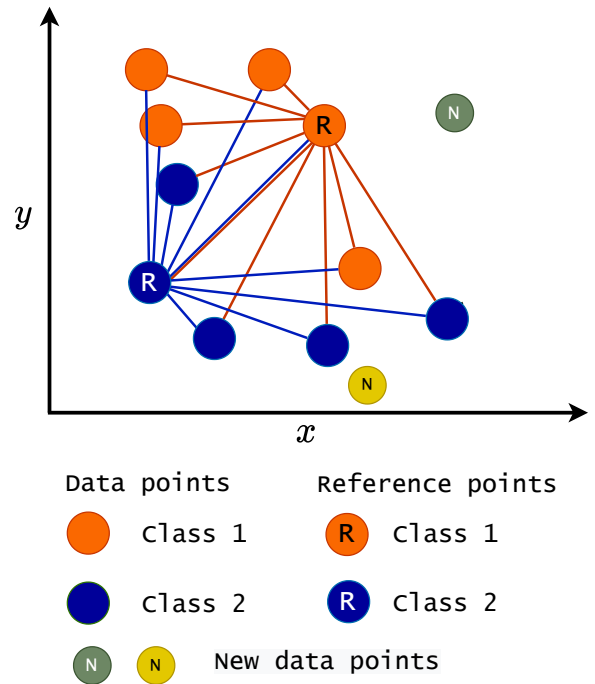 R
N
y
R
N
x
Data points
Reference points
Class 1
R Class 1
Class 2
R Class 2
N N New data points